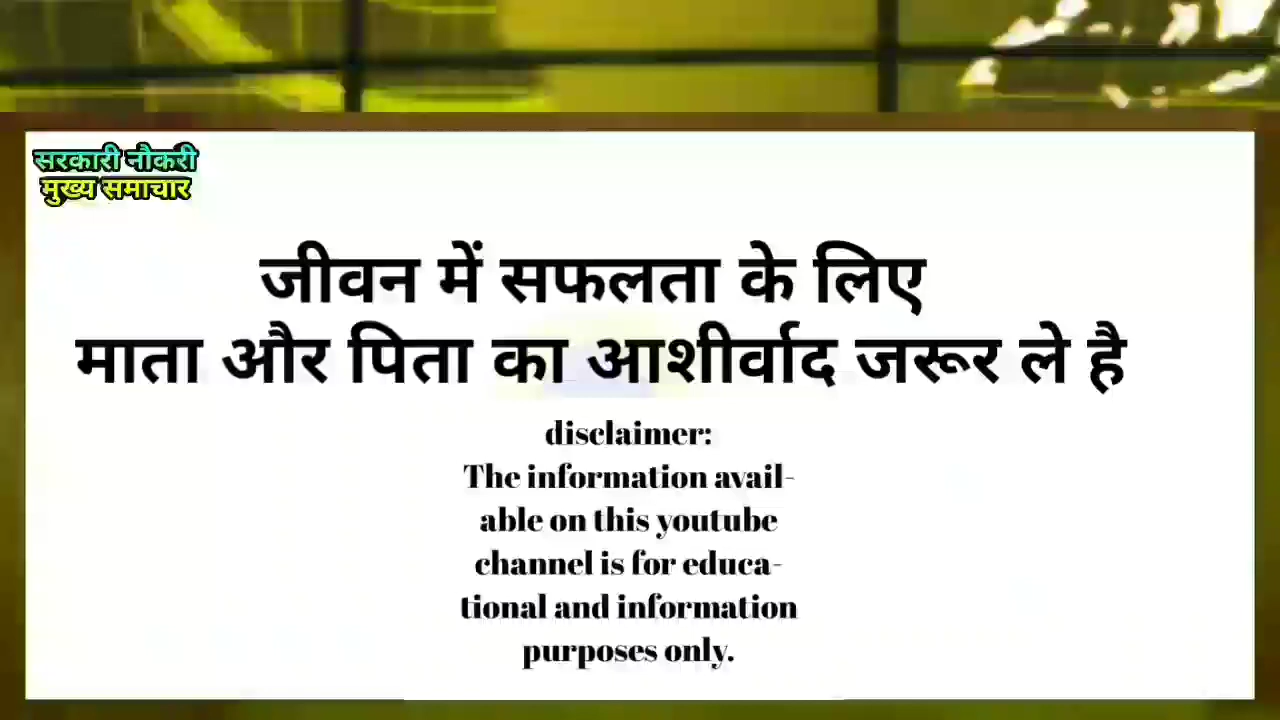 सरकारी नौकरी
मुख्य समाचार
जीवन में सफलता के लिए
माता और पिता का आशीर्वाद जरूर ले है
disclaimer:
The information avail-
able on this youtube
channel is for educa-
tional and information
purposes only.